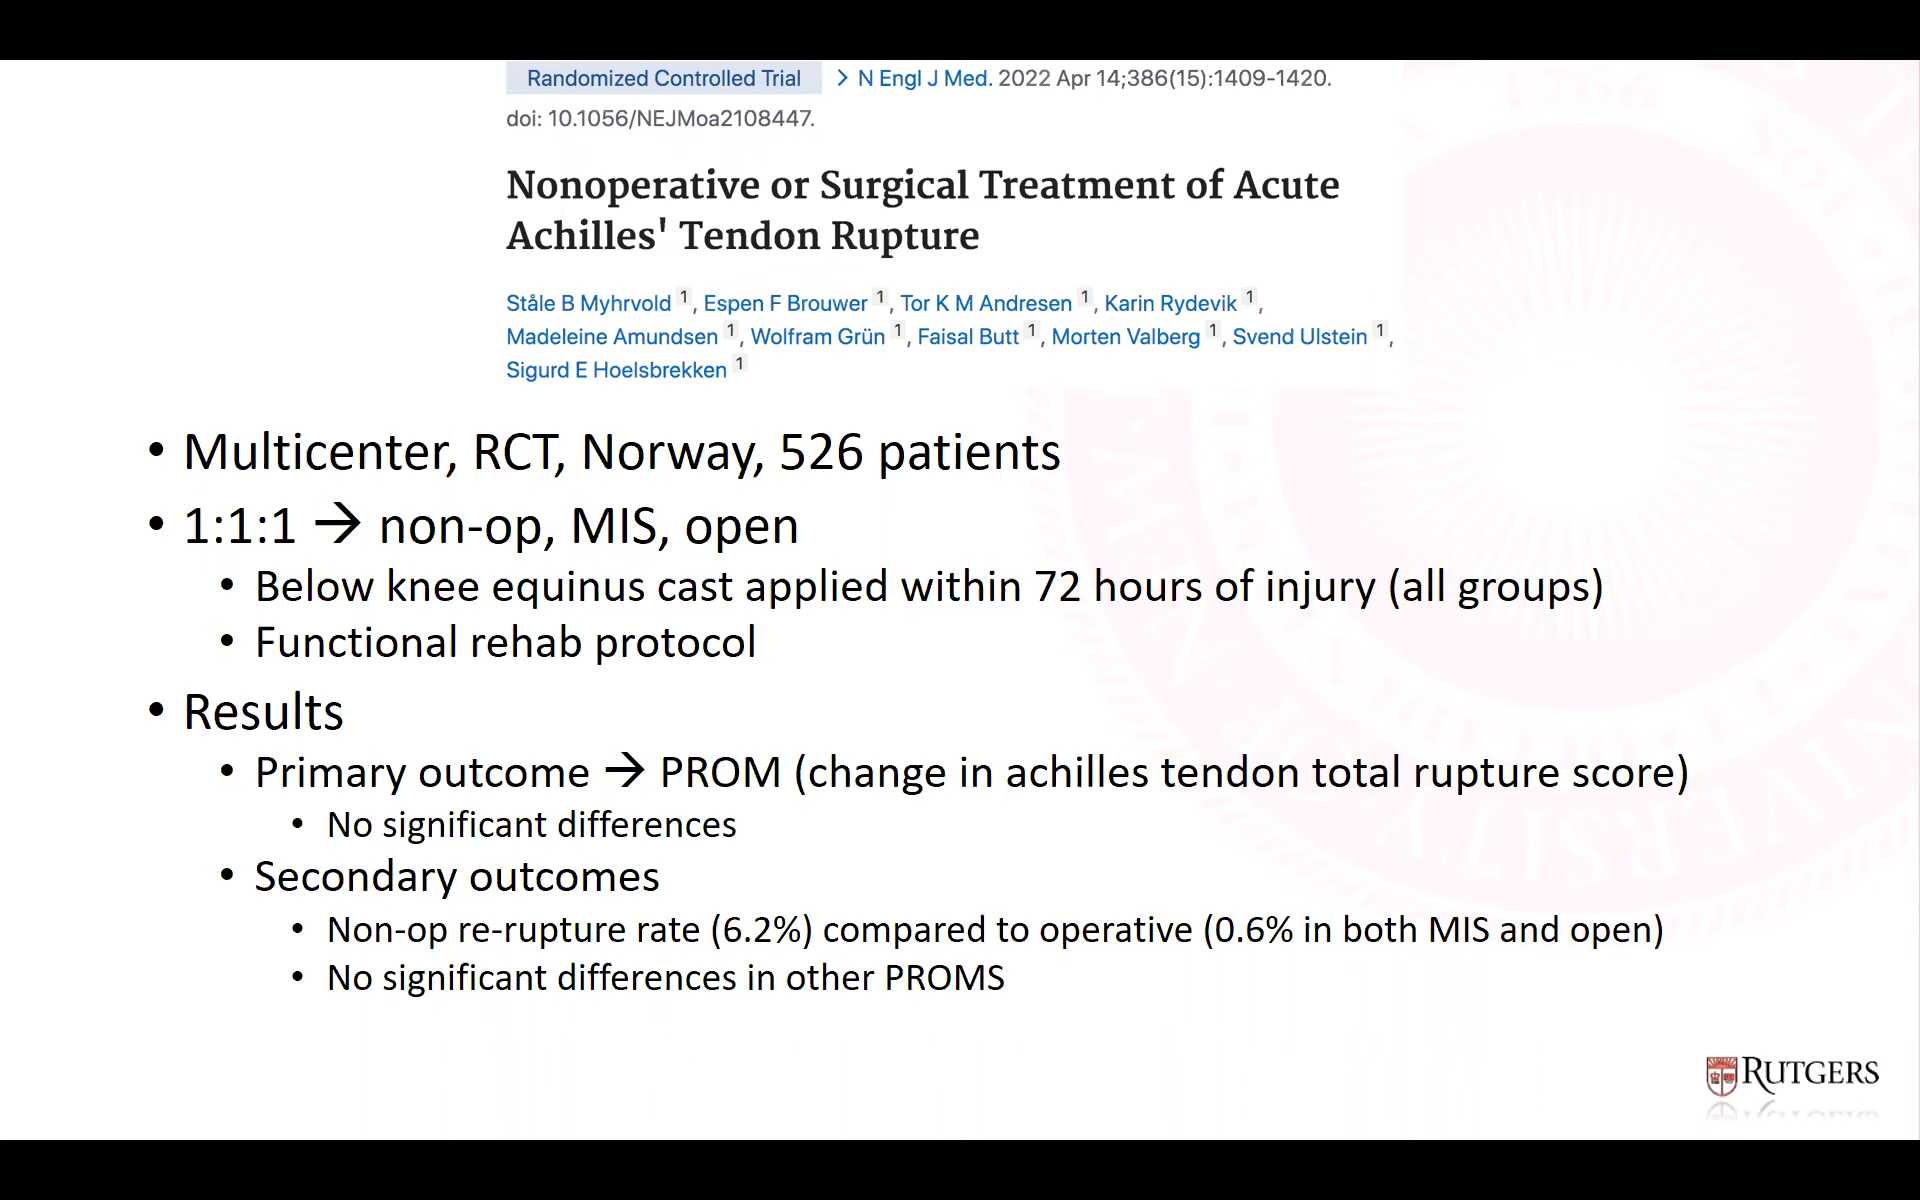 Randomized Controlled Trial > N Engl J Med. 2022 Apr 14;386(15):1409-1420.
doi: 10.1056/NEJMoa2108447.
Nonoperative or Surgical Treatment of Acute
Achilles' Tendon Rupture
Ståle B Myhrvold 1, Espen F Brouwer 1, Tor K M Andresen 1, Karin Rydevik 1,
Madeleine Amundsen 1, Wolfram Grün 1, Faisal Butt 1, Morten Valberg 1, Svend Ulstein 1,
Sigurd E Hoelsbrekken 1
• Multicenter, RCT, Norway, 526 patients
• 1:1:1 → non-op, MIS, open
• Below knee equinus cast applied within 72 hours of injury (all groups)
• Functional rehab protocol
• Results
• Primary outcome → PROM (change in achilles tendon total rupture score)
• No significant differences
• Secondary outcomes
• Non-op re-rupture rate (6.2%) compared to operative (0.6% in both MIS and open)
• No significant differences in other PROMS
RUTGERS